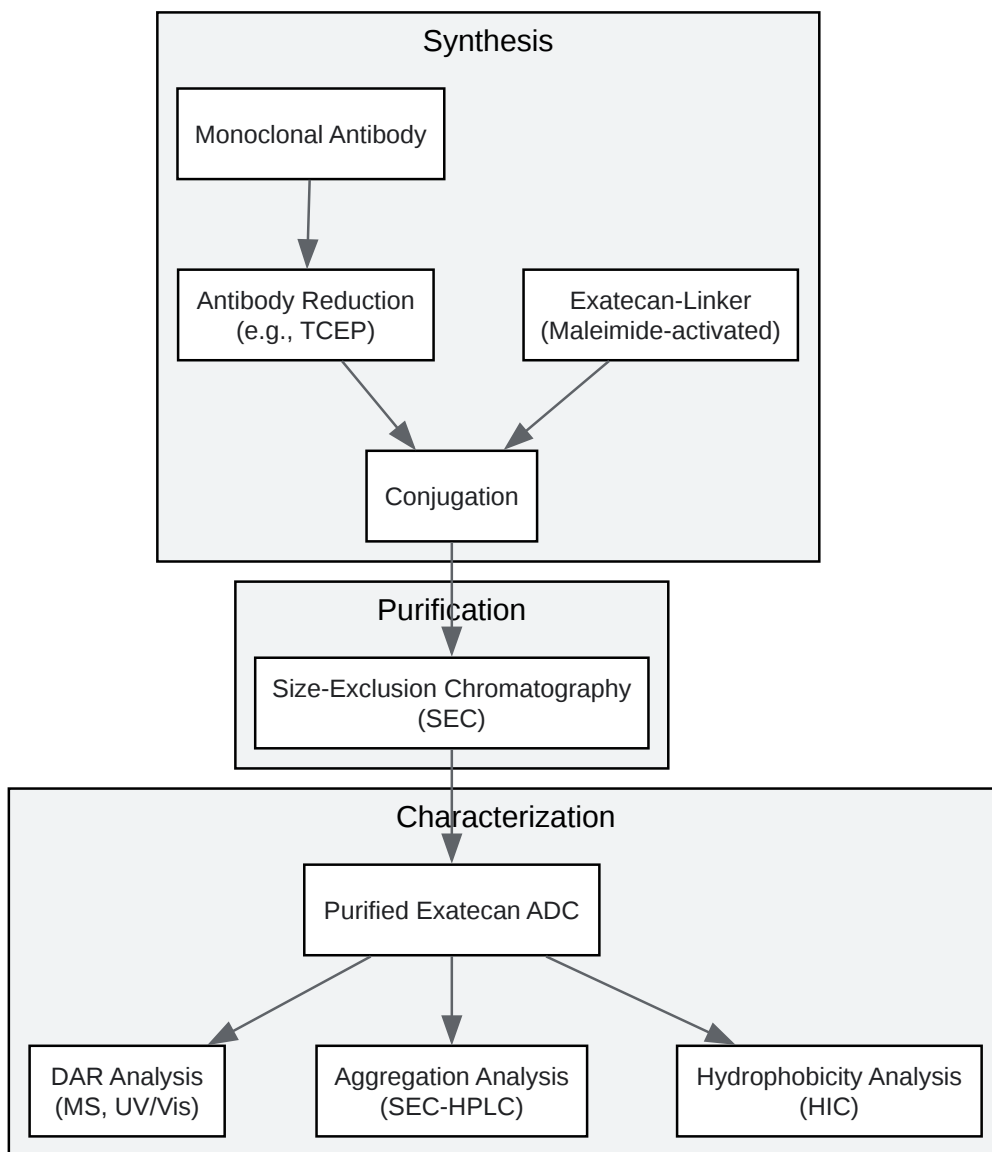 Synthesis
Monoclonal Antibody
Antibody Reduction
(e.g., TCEP)
Exatecan-Linker
(Maleimide-activated)
Conjugation
Purification
Size-Exclusion Chromatography
(SEC)
Characterization
Purified Exatecan ADC
DAR Analysis
(MS, UV/Vis)
Aggregation Analysis
(SEC-HPLC)
Hydrophobicity Analysis
(HIC)